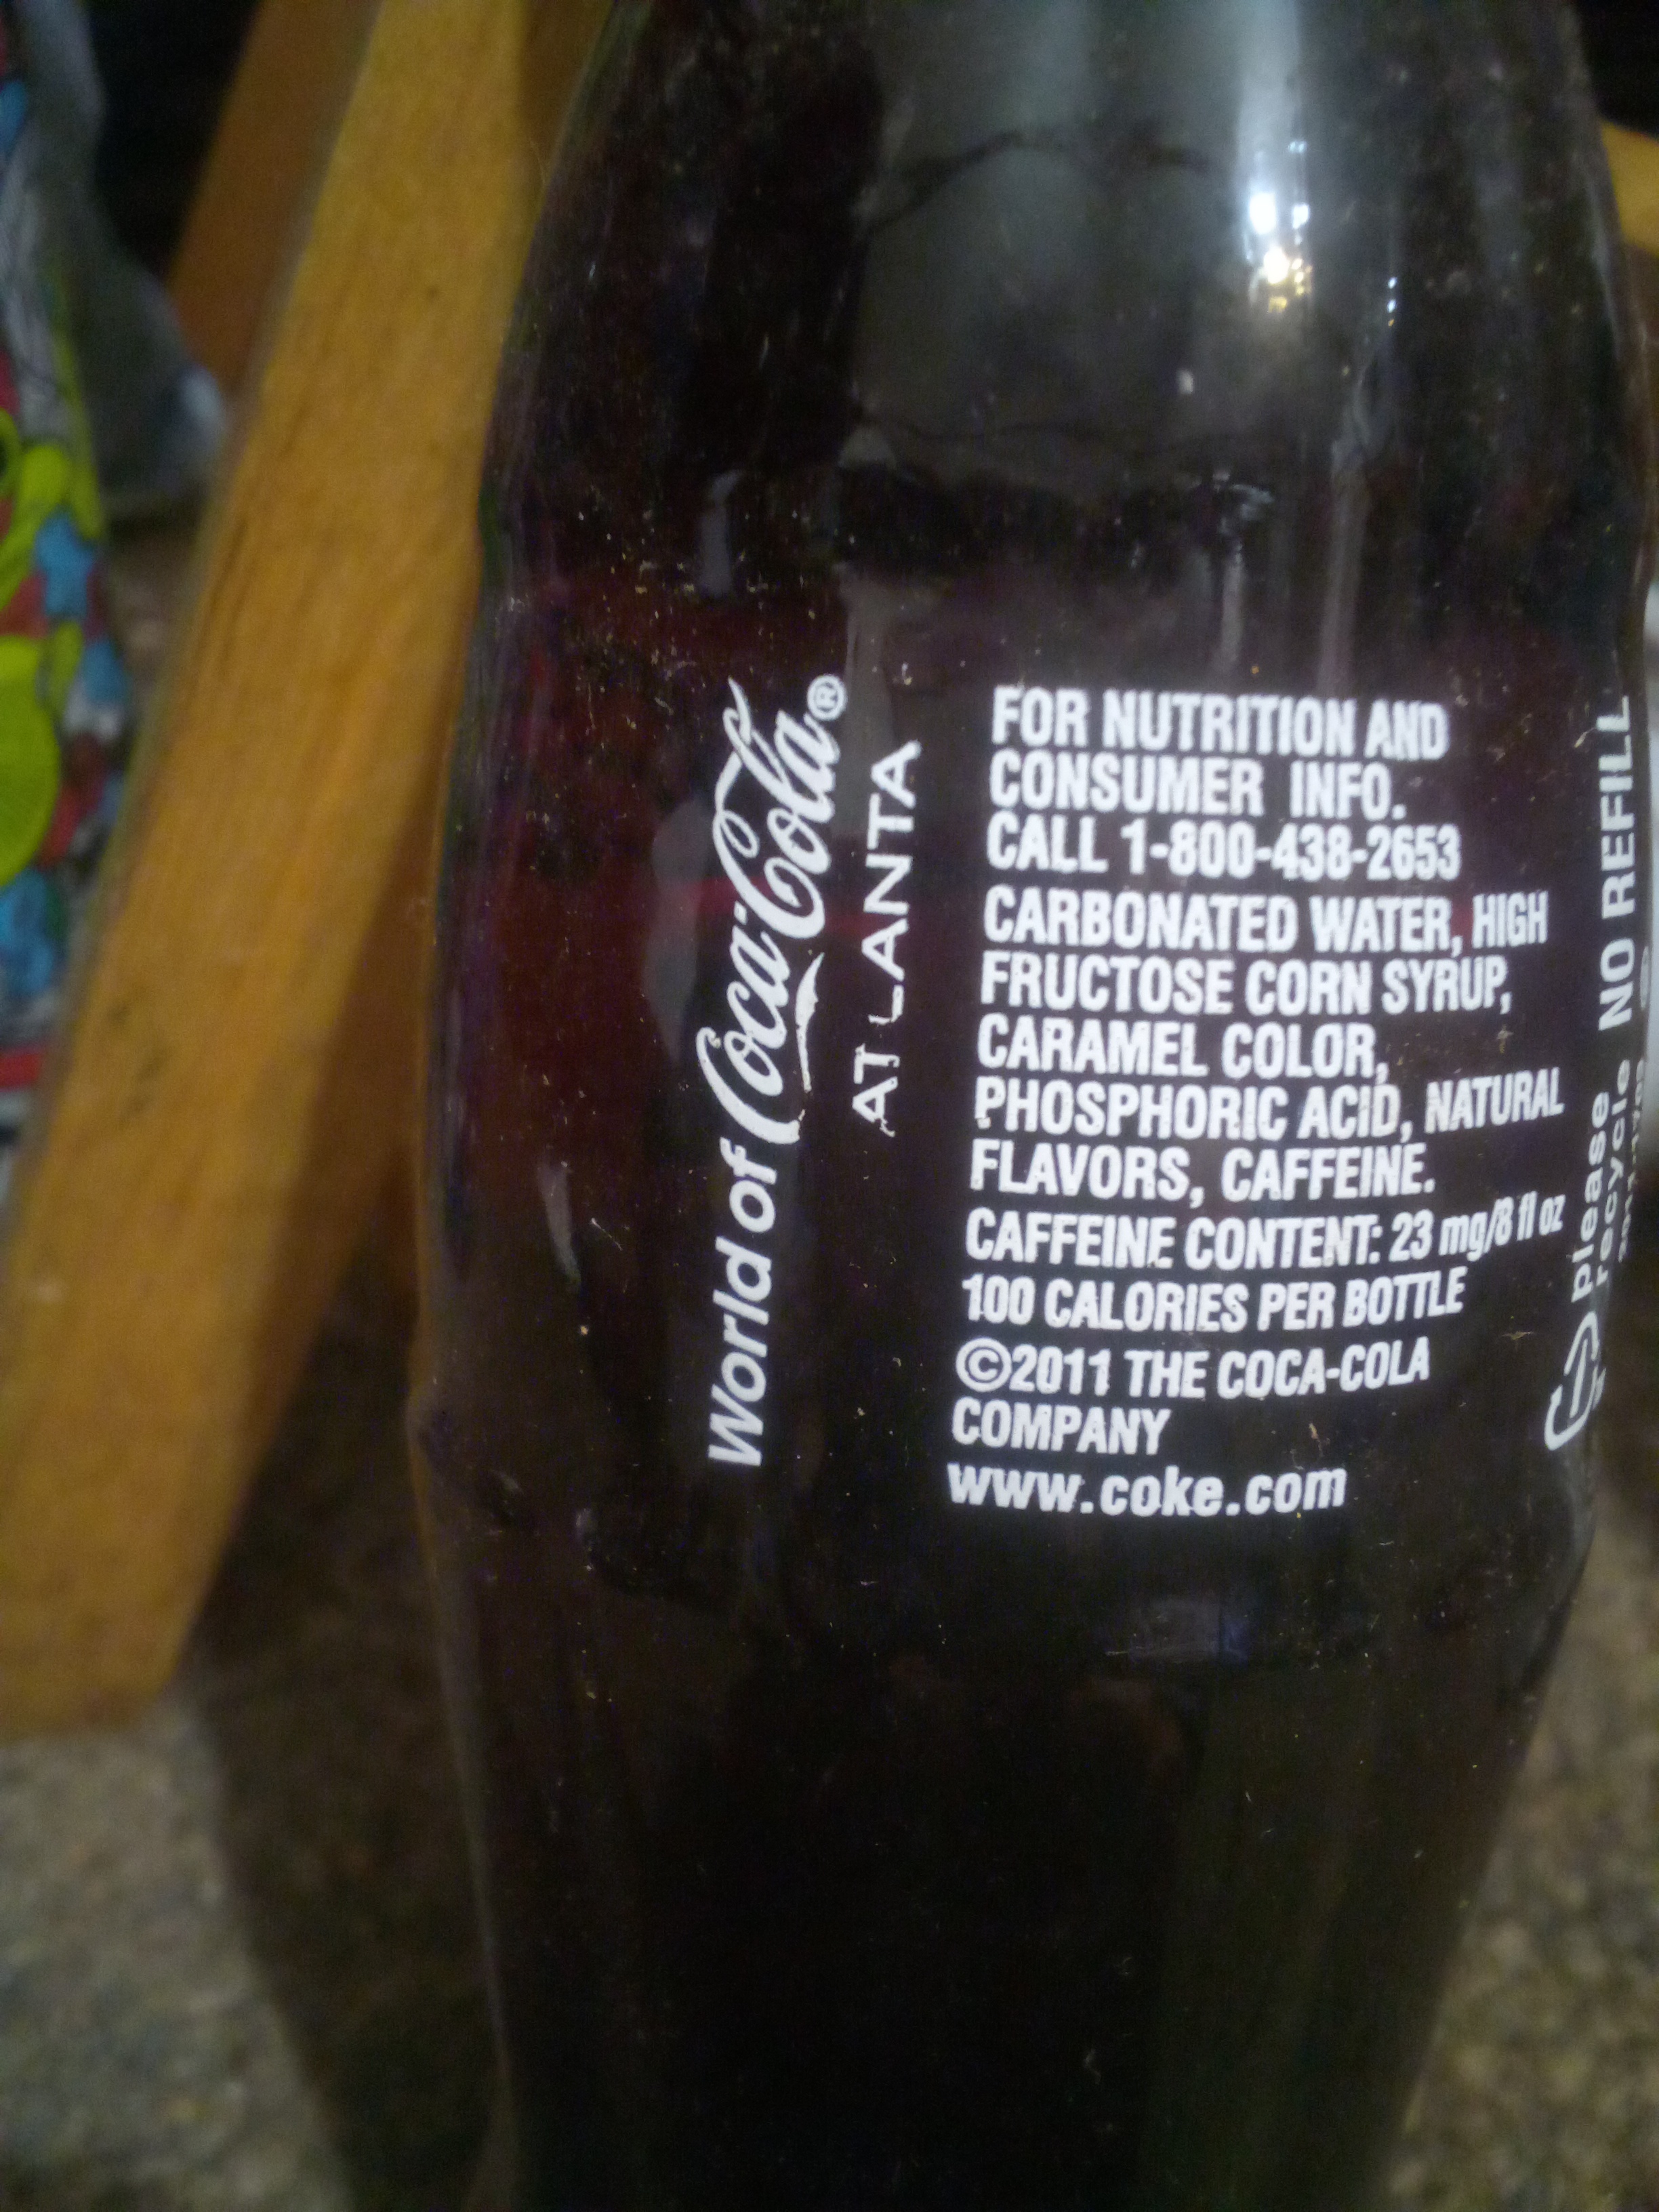 World of Coca-Cola®
ATLANTA
FOR NUTRITION AND
CONSUMER INFO.
CALL 1-800-438-2653
CARBONATED WATER, HIGH
FRUCTOSE CORN SYRUP,
CARAMEL COLOR,
PHOSPHORIC ACID, NATURAL
FLAVORS, CAFFEINE.
CAFFEINE CONTENT: 23 mg/8 fl oz
100 CALORIES PER BOTTLE
©2011 THE COCA-COLA
COMPANY
www.coke.com
please
recycle
NO REFILL